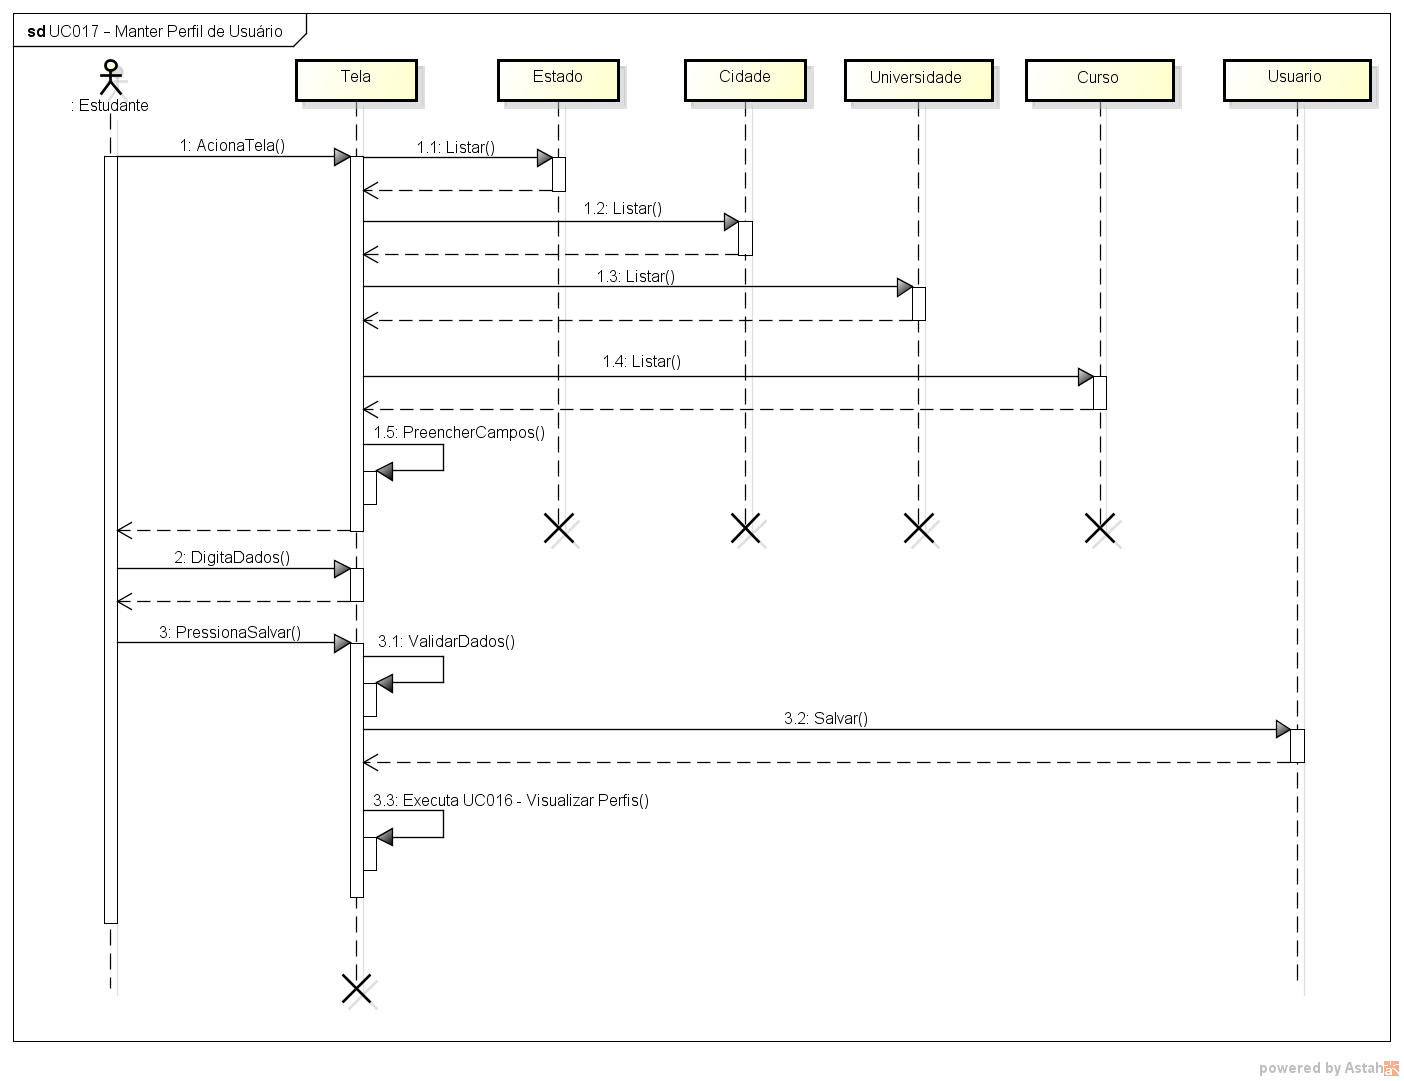 sd UC017 - Manter Perfil de Usuário
: Estudante
Tela
Estado
Cidade
Universidade
Curso
Usuario
1: AcionaTela()
1.1: Listar()
1.2: Listar()
1.3: Listar()
1.4: Listar()
1.5: PreencherCampos()
2: DigitaDados()
3: PressionaSalvar()
3.1: ValidarDados()
3.2: Salvar()
3.3: Executa UC016 - Visualizar Perfis()
powered by Astah